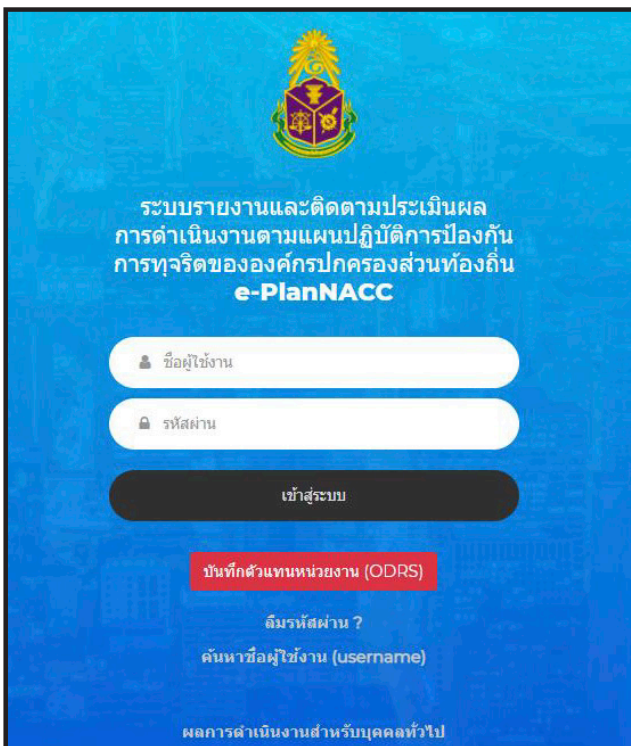 ระบบรายงานและติดตามประเมินผล
การดำเนินงานตามแผนปฏิบัติการป้องกัน
การทุจริตขององค์กรปกครองส่วนท้องถิ่น
e-PlanNACC
ชื่อผู้ใช้งาน
รหัสผ่าน
เข้าสู่ระบบ
บันทึกตัวแทนหน่วยงาน (ODRS)
ลืมรหัสผ่าน ?
ค้นหาชื่อผู้ใช้งาน (username)
ผลการดำเนินงานสำหรับบุคคลทั่วไป